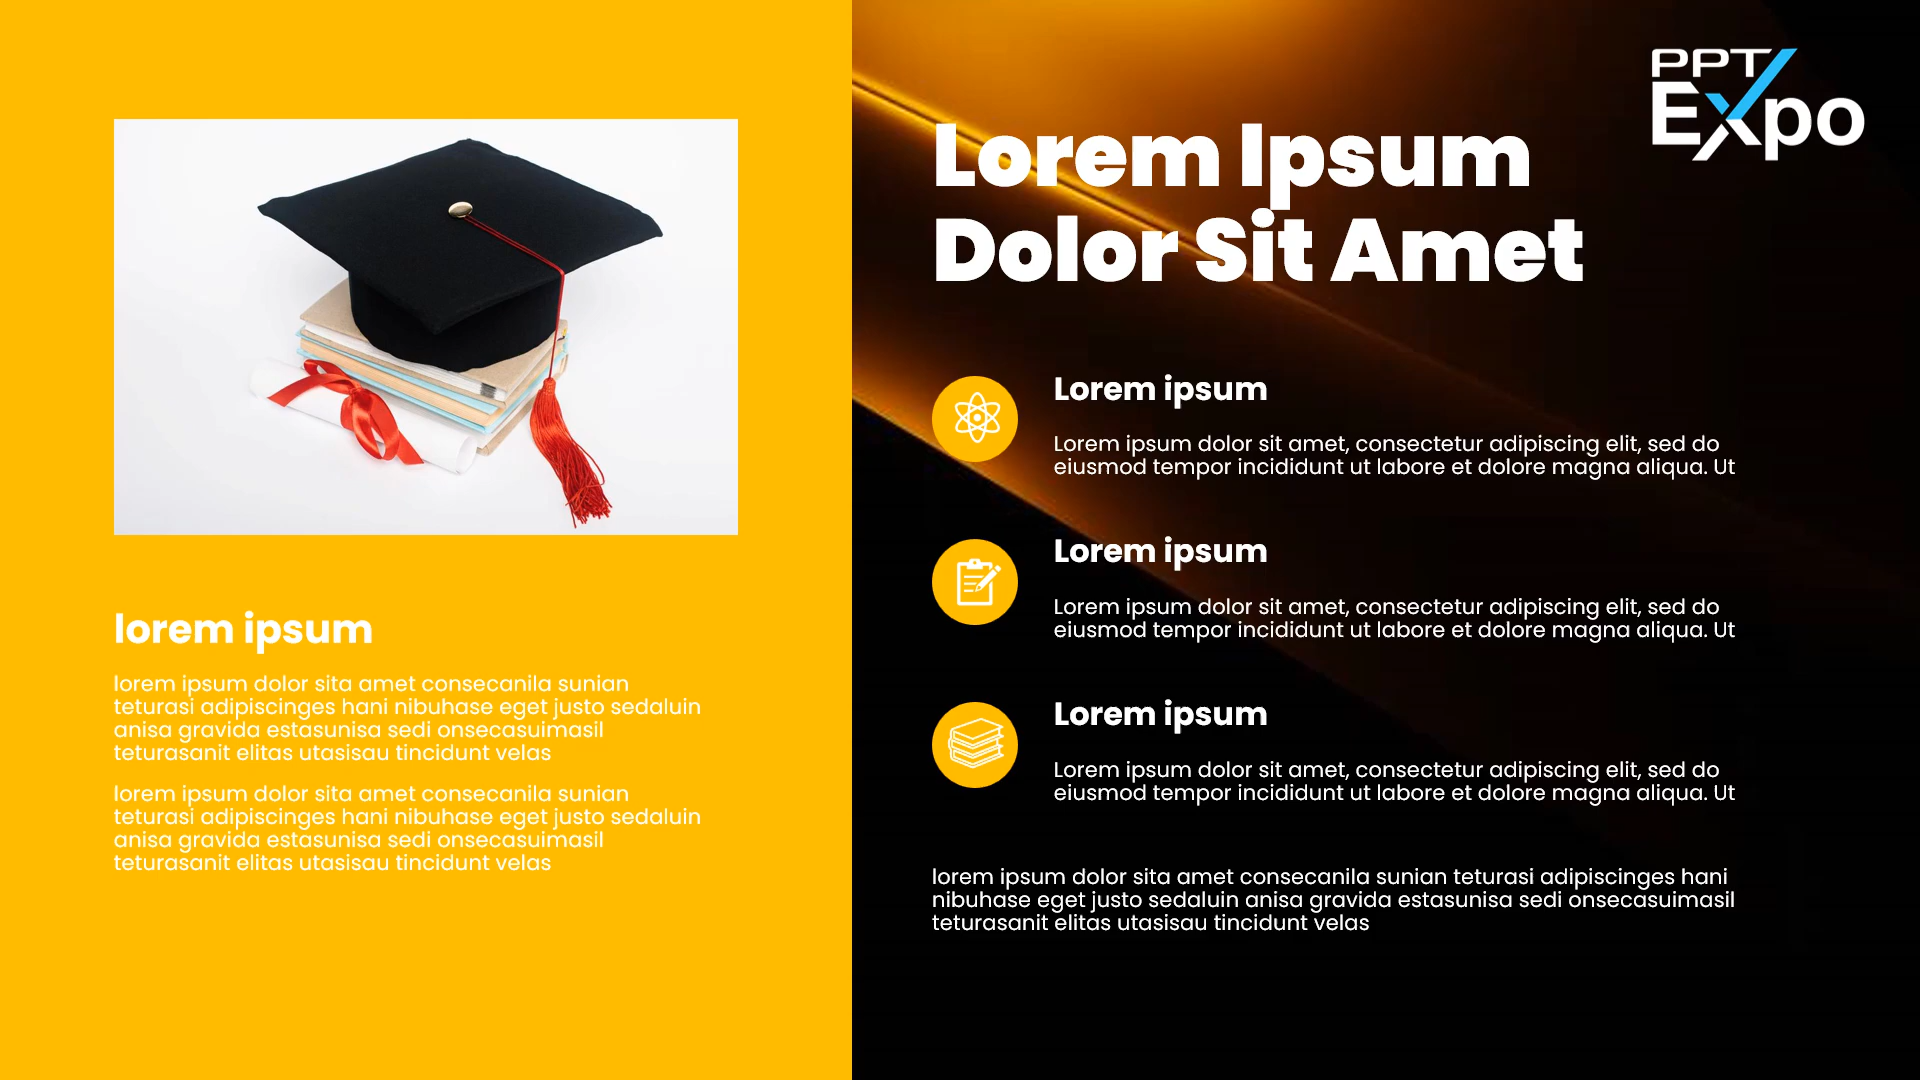 lorem ipsum
lorem ipsum dolor sita amet consecanila sunian
teturasi adipiscinges hani nibuhase eget justo sedaluin
anisa gravida estasunisa sedi onsecasuimasil
teturasanit elitas utasisau tincidunt velas
lorem ipsum dolor sita amet consecanila sunian
teturasi adipiscinges hani nibuhase eget justo sedaluin
anisa gravida estasunisa sedi onsecasuimasil
teturasanit elitas utasisau tincidunt velas
PPT
Expo
Lorem Ipsum
Dolor Sit Amet
Lorem ipsum
Lorem ipsum dolor sit amet, consectetur adipiscing elit, sed do
eiusmod tempor incididunt ut labore et dolore magna aliqua. Ut
Lorem ipsum
Lorem ipsum dolor sit amet, consectetur adipiscing elit, sed do
eiusmod tempor incididunt ut labore et dolore magna aliqua. Ut
Lorem ipsum
Lorem ipsum dolor sit amet, consectetur adipiscing elit, sed do
eiusmod tempor incididunt ut labore et dolore magna aliqua. Ut
lorem ipsum dolor sita amet consecanila sunian teturasi adipiscinges hani
nibuhase eget justo sedaluin anisa gravida estasunisa sedi onsecasuimasil
teturasanit elitas utasisau tincidunt velas